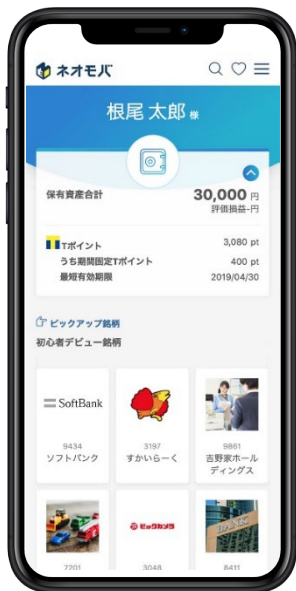 ネオモバ
根尾 太郎 様
保有資産合計 30,000 円
評価損益-円
Tポイント 3,080 pt
うち期間固定Tポイント 400 pt
最短有効期限 2019/04/30
ピックアップ銘柄
初心者デビュー銘柄
SoftBank
9434
ソフトバンク
3197
すかいらーく
9861
吉野家ホール
ディングス
ビックカメラ
BANK
7201
3048
8411